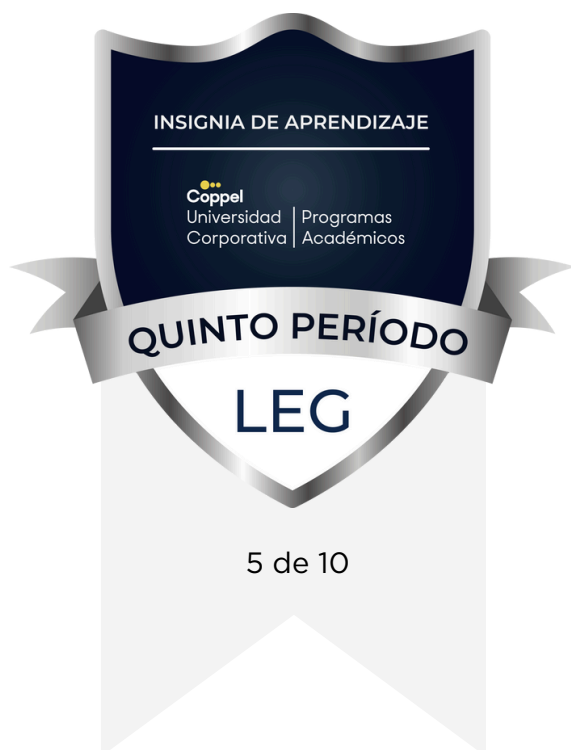 INSIGNIA DE APRENDIZAJE
Coppel
Universidad | Programas
Corporativa | Académicos
QUINTO PERÍODO
LEG
5 de 10